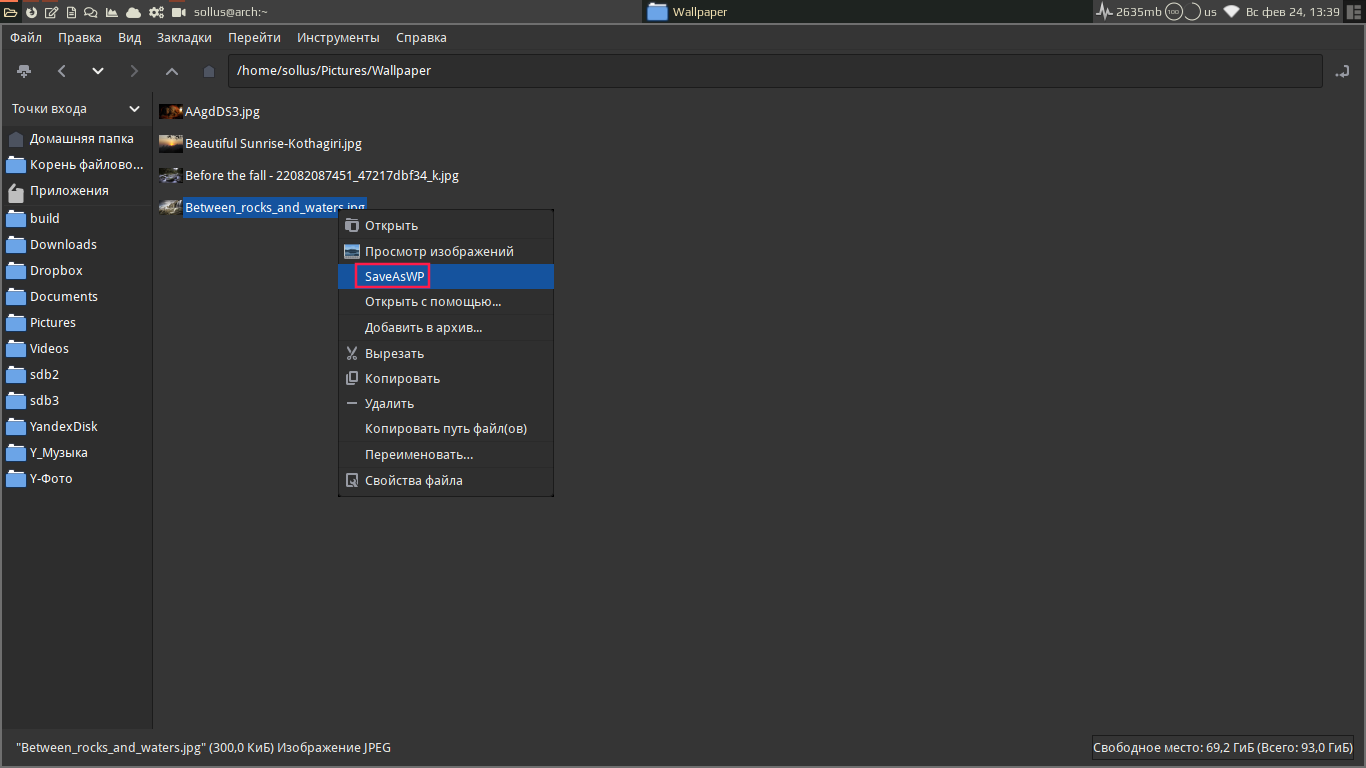 sollus@arch:~
Wallpaper
2635mb 100 us Вс фев 24, 13:39
Файл Правка Вид Закладки Перейти Инструменты Справка
/home/sollus/Pictures/Wallpaper
Точки входа
Домашняя папка
Корень файлово...
Приложения
build
Downloads
Dropbox
Documents
Pictures
Videos
sdb2
sdb3
YandexDisk
Y_Музыка
Y-Фото
AAgdDS3.jpg
Beautiful Sunrise-Kothagiri.jpg
Before the fall - 22082087451_47217dbf34_k.jpg
Between_rocks_and_waters.jpg
Открыть
Просмотр изображений
SaveAsWP
Открыть с помощью...
Добавить в архив...
Вырезать
Копировать
Удалить
Копировать путь файл(ов)
Переименовать...
Свойства файла
"Between_rocks_and_waters.jpg" (300,0 КиБ) Изображение JPEG
Свободное место: 69,2 ГиБ (Всего: 93,0 ГиБ)